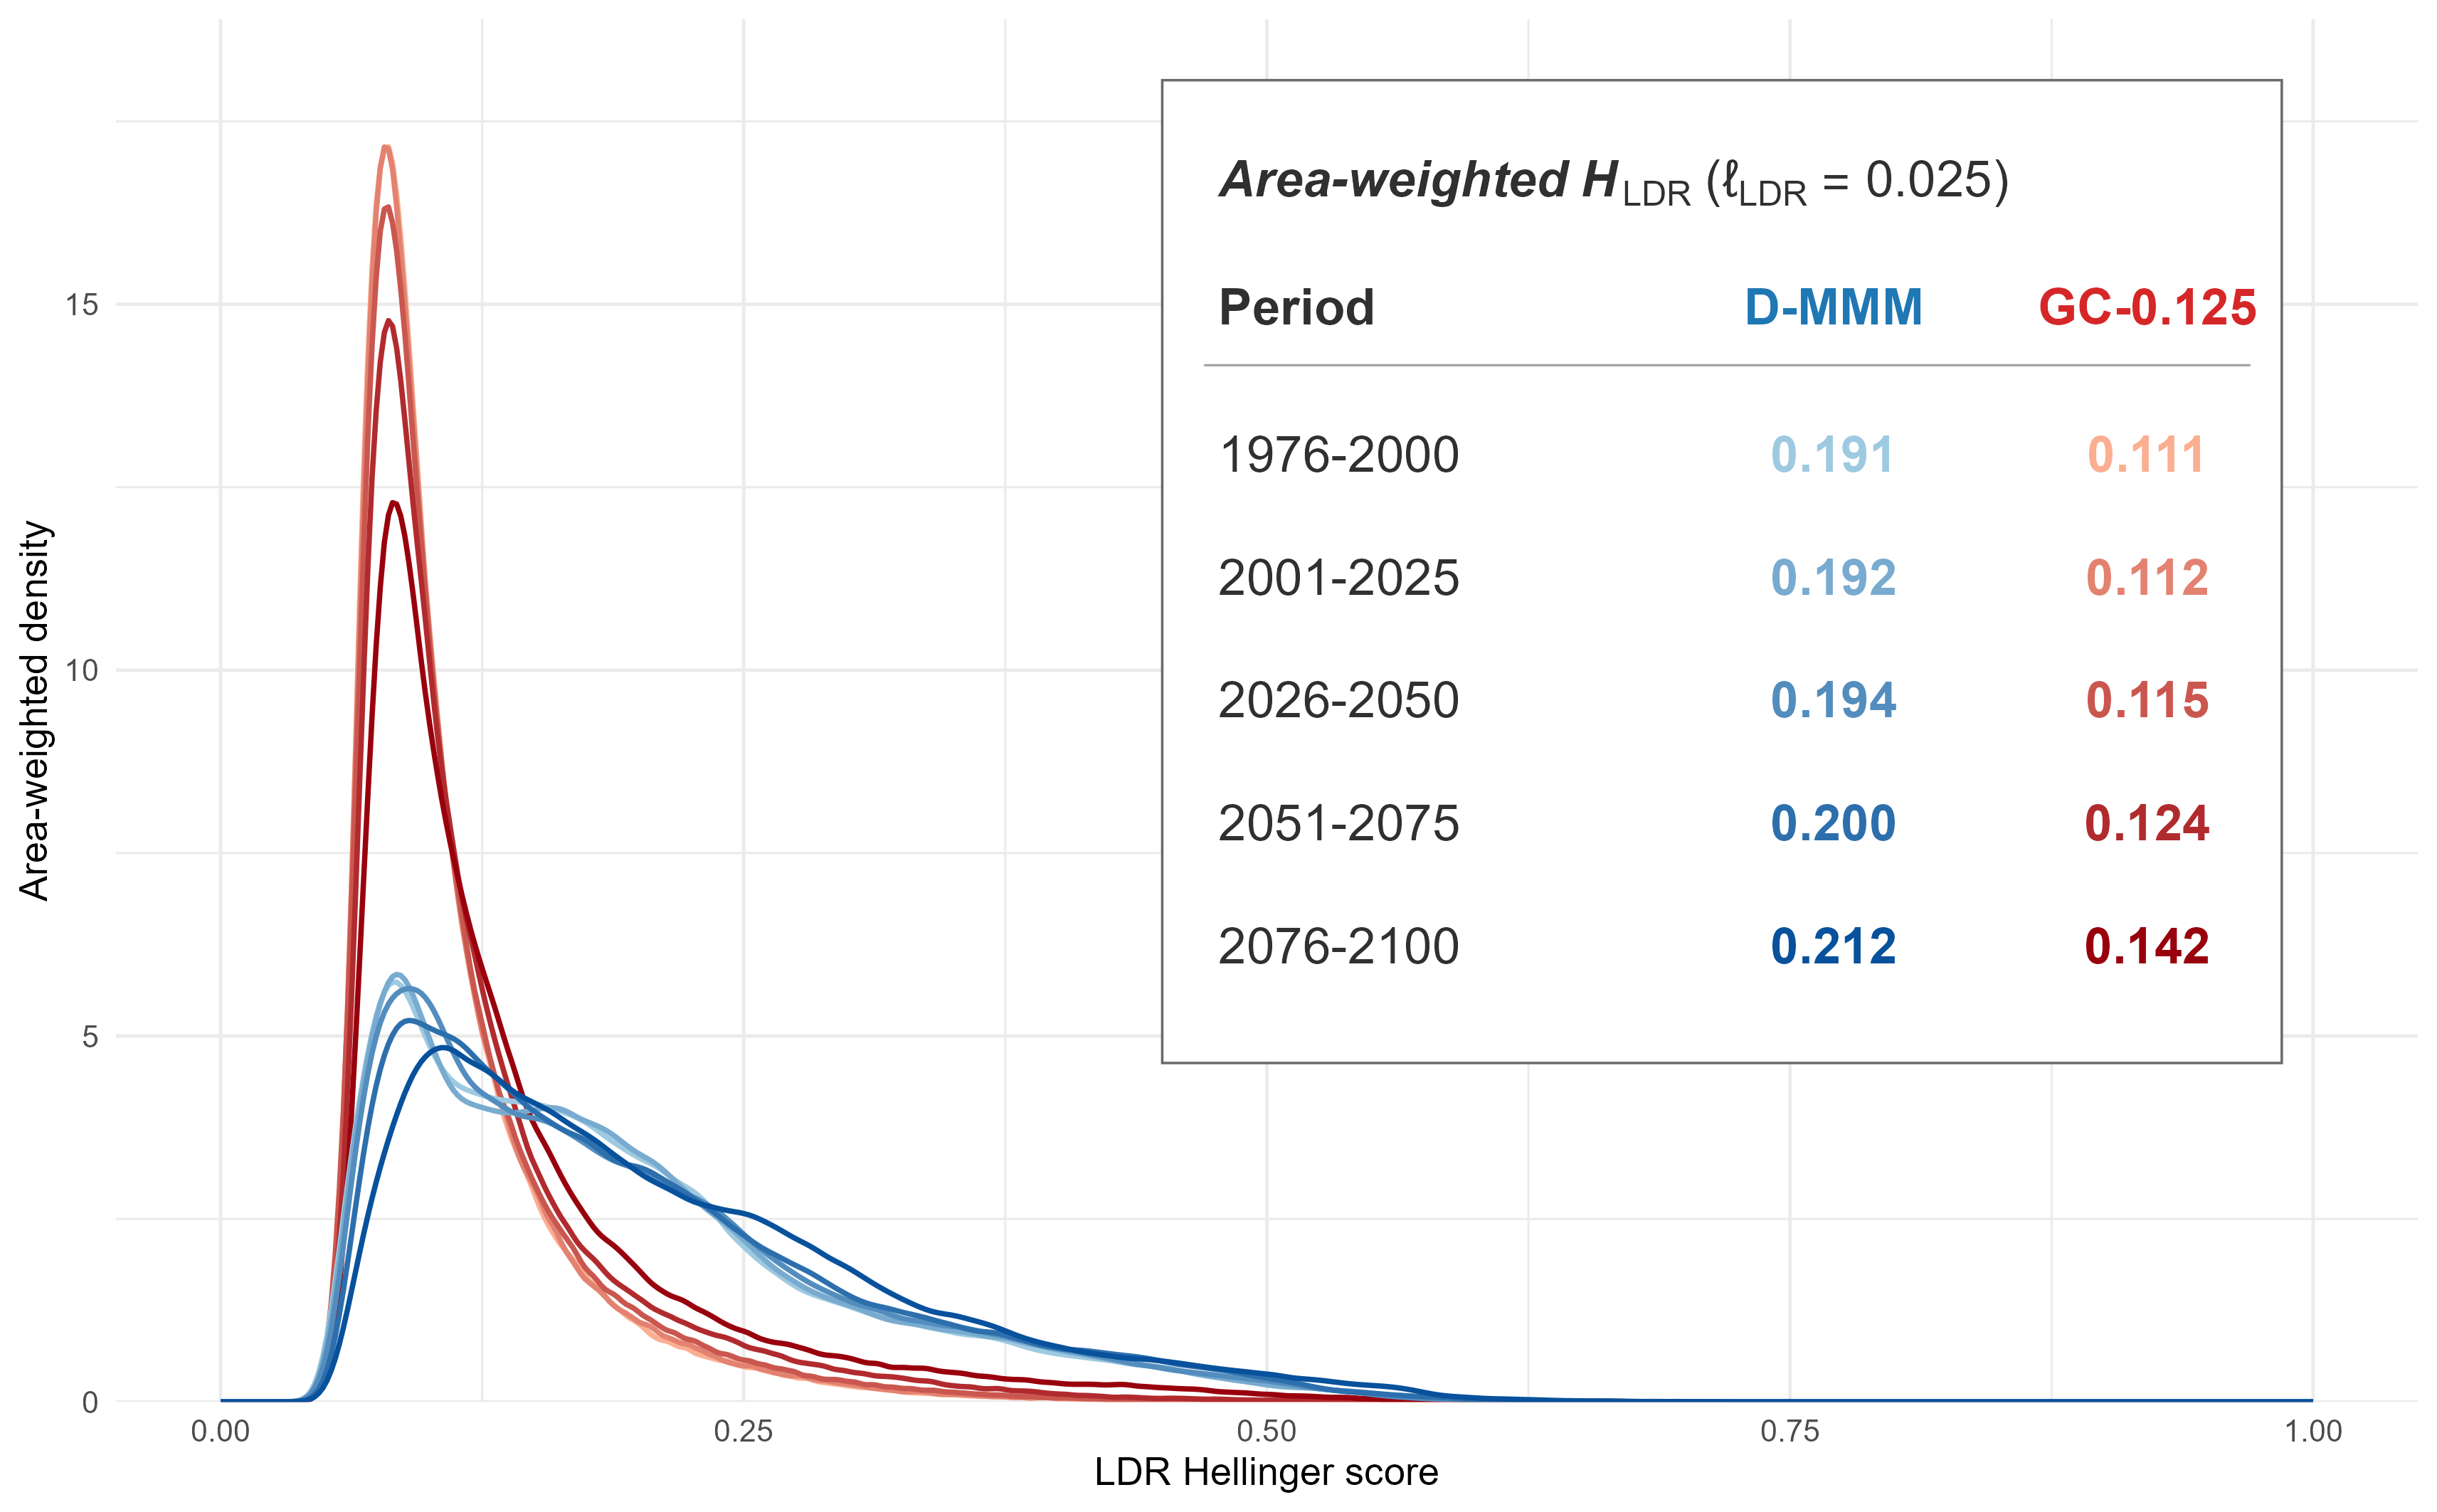 Area-weighted H LDR (ℓLDR = 0.025)
Period D-MMM GC-0.125
1976-2000 0.191 0.111
2001-2025 0.192 0.112
2026-2050 0.194 0.115
2051-2075 0.200 0.124
2076-2100 0.212 0.142
Area-weighted density
15
10
5
0
0.00 0.25 0.50 0.75 1.00
LDR Hellinger score